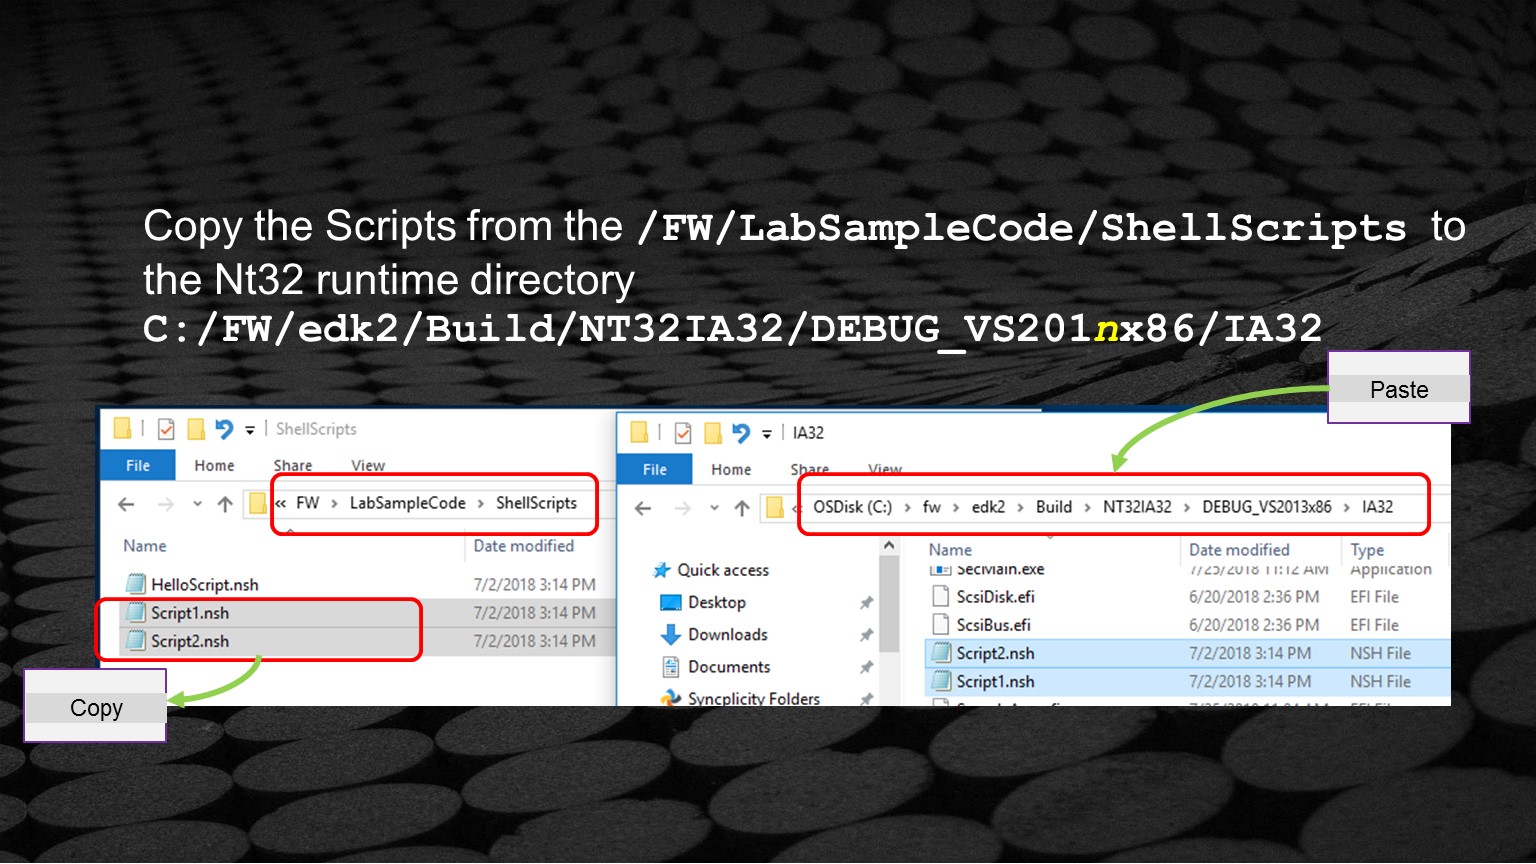 Copy the Scripts from the /FW/LabSampleCode/ShellScripts to
the Nt32 runtime directory
C:/FW/edk2/Build/NT32IA32/DEBUG_VS201nx86/IA32
Paste
ShellScripts
File Home Share View
« FW › LabSampleCode › ShellScripts
Name Date modified
HelloScript.nsh 7/2/2018 3:14 PM
Script1.nsh 7/2/2018 3:14 PM
Script2.nsh 7/2/2018 3:14 PM
Copy
IA32
File Home Share View
« OSDisk (C:) › fw › edk2 › Build › NT32IA32 › DEBUG_VS2013x86 › IA32
Quick access
Desktop
Downloads
Documents
Syncplicity Folders
Name Date modified Type
SecMain.exe 7/25/2018 11:12 AM Application
ScsiDisk.efi 6/20/2018 2:36 PM EFI File
ScsiBus.efi 6/20/2018 2:36 PM EFI File
Script2.nsh 7/2/2018 3:14 PM NSH File
Script1.nsh 7/2/2018 3:14 PM NSH File